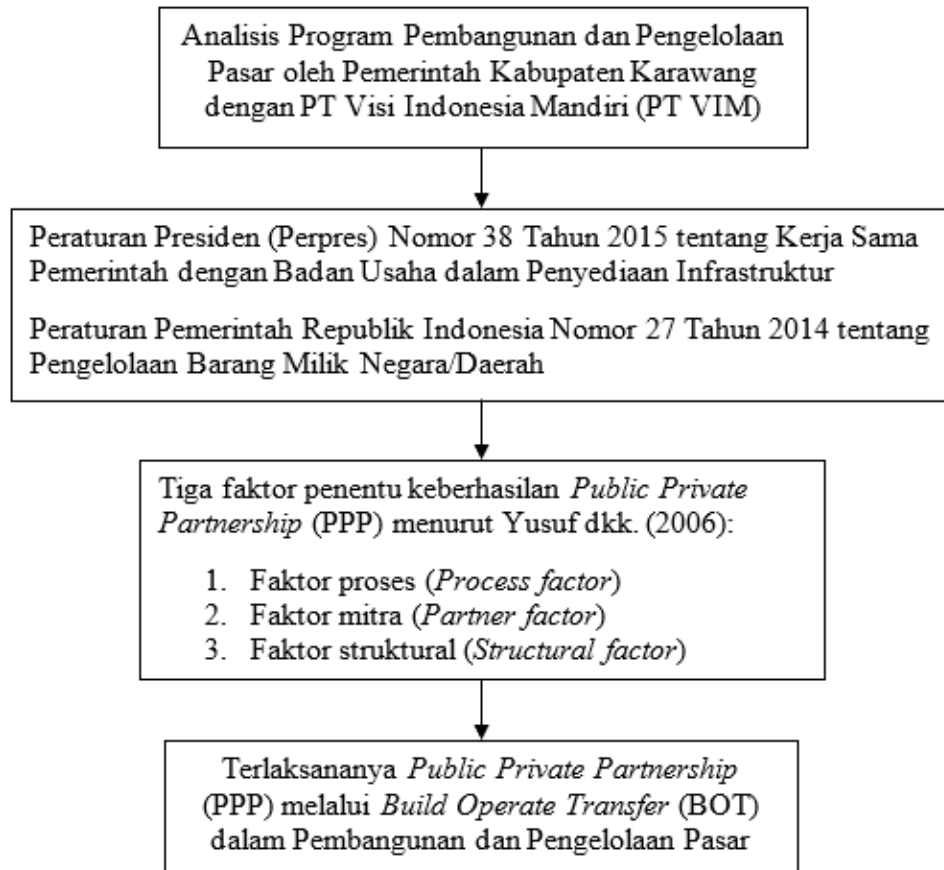 Analisis Program Pembangunan dan Pengelolaan
Pasar oleh Pemerintah Kabupaten Karawang
dengan PT Visi Indonesia Mandiri (PT VIM)
Peraturan Presiden (Perpres) Nomor 38 Tahun 2015 tentang Kerja Sama
Pemerintah dengan Badan Usaha dalam Penyediaan Infrastruktur
Peraturan Pemerintah Republik Indonesia Nomor 27 Tahun 2014 tentang
Pengelolaan Barang Milik Negara/Daerah
Tiga faktor penentu keberhasilan Public Private
Partnership (PPP) menurut Yusuf dkk. (2006):
1. Faktor proses (Process factor)
2. Faktor mitra (Partner factor)
3. Faktor struktural (Structural factor)
Terlaksananya Public Private Partnership
(PPP) melalui Build Operate Transfer (BOT)
dalam Pembangunan dan Pengelolaan Pasar